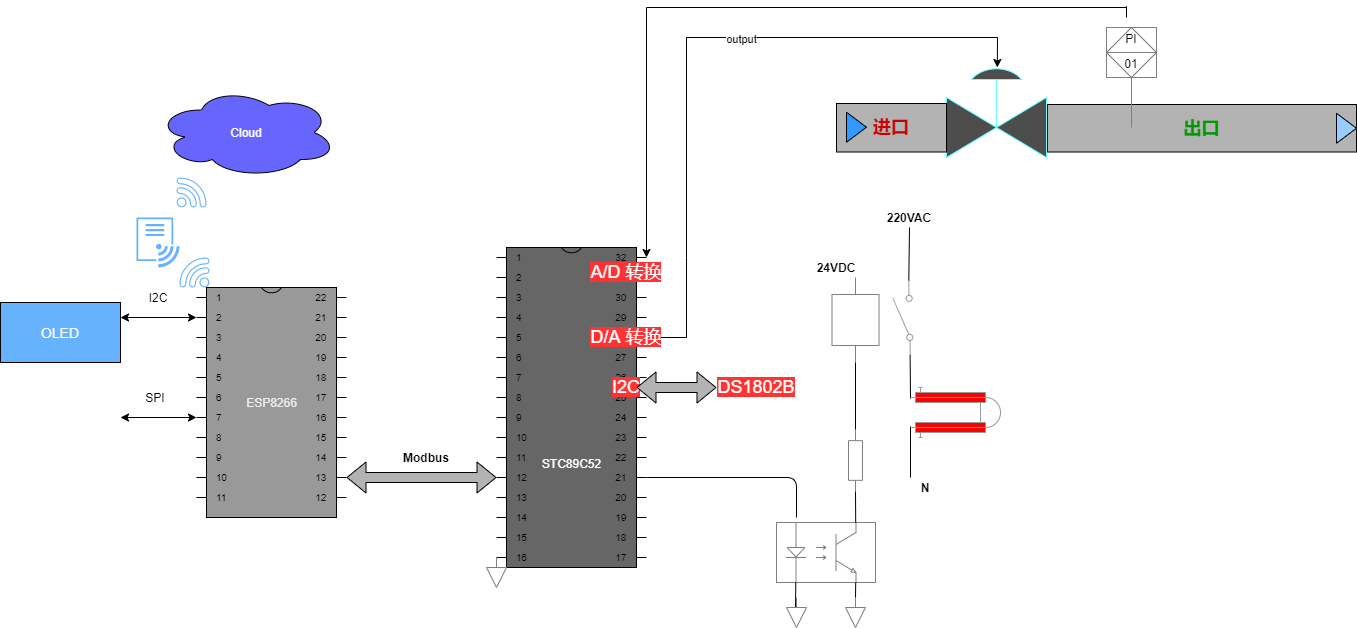 output
PI
01
进口
出口
Cloud
220VAC
24VDC
I2C
OLED
SPI
ESP8266
1
2
3
4
5
6
7
8
9
10
11
22
21
20
19
18
17
16
15
14
13
12
Modbus
STC89C52
1
2
3
4
5
6
7
8
9
10
11
12
13
14
15
16
32
A/D 转换
30
29
D/A 转换
27
I2C
DS1802B
24
23
22
21
20
19
18
17
N